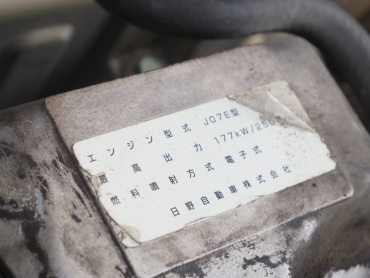 エンジン型式 J07E型
最高出力 177kW/2500
燃料噴射方式 電子式
日野自動車株式会社